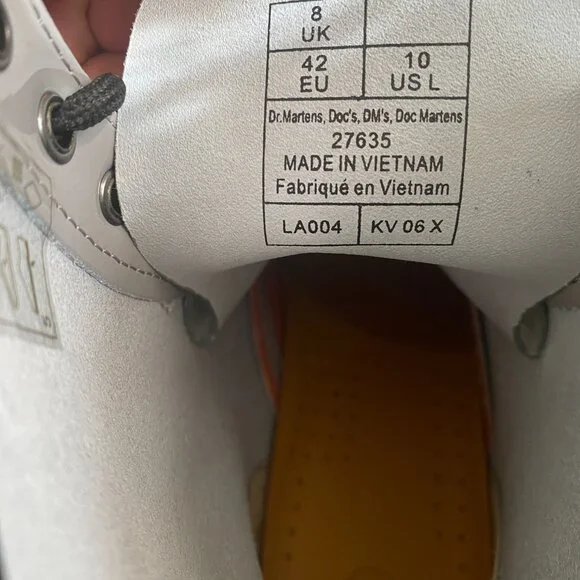 8
UK
42
EU
10
US L
Dr.Martens, Doc's, DM's, Doc Martens
27635
MADE IN VIETNAM
Fabriqué en Vietnam
LA004
KV 06 X